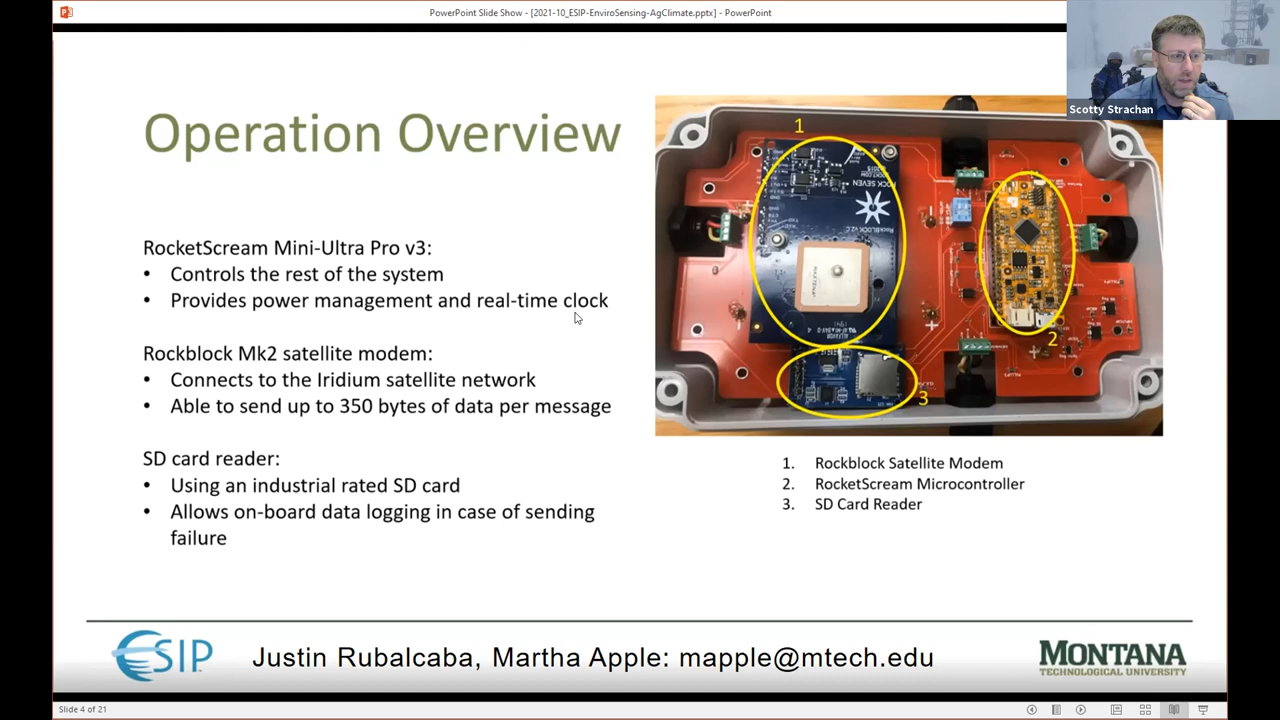 PowerPoint Slide Show - [2021-10_ESIP-EnviroSensing-AgClimate.pptx] - PowerPoint
Scotty Strachan
Operation Overview
RocketScream Mini-Ultra Pro v3:
• Controls the rest of the system
• Provides power management and real-time clock
Rockblock Mk2 satellite modem:
• Connects to the Iridium satellite network
• Able to send up to 350 bytes of data per message
SD card reader:
• Using an industrial rated SD card
• Allows on-board data logging in case of sending
failure
1
2
3
ROCK SEVEN
RockBLOCK v2.C
1. Rockblock Satellite Modem
2. RocketScream Microcontroller
3. SD Card Reader
ESIP
Justin Rubalcaba, Martha Apple: mapple@mtech.edu
MONTANA
TECHNOLOGICAL UNIVERSITY
Slide 4 of 21